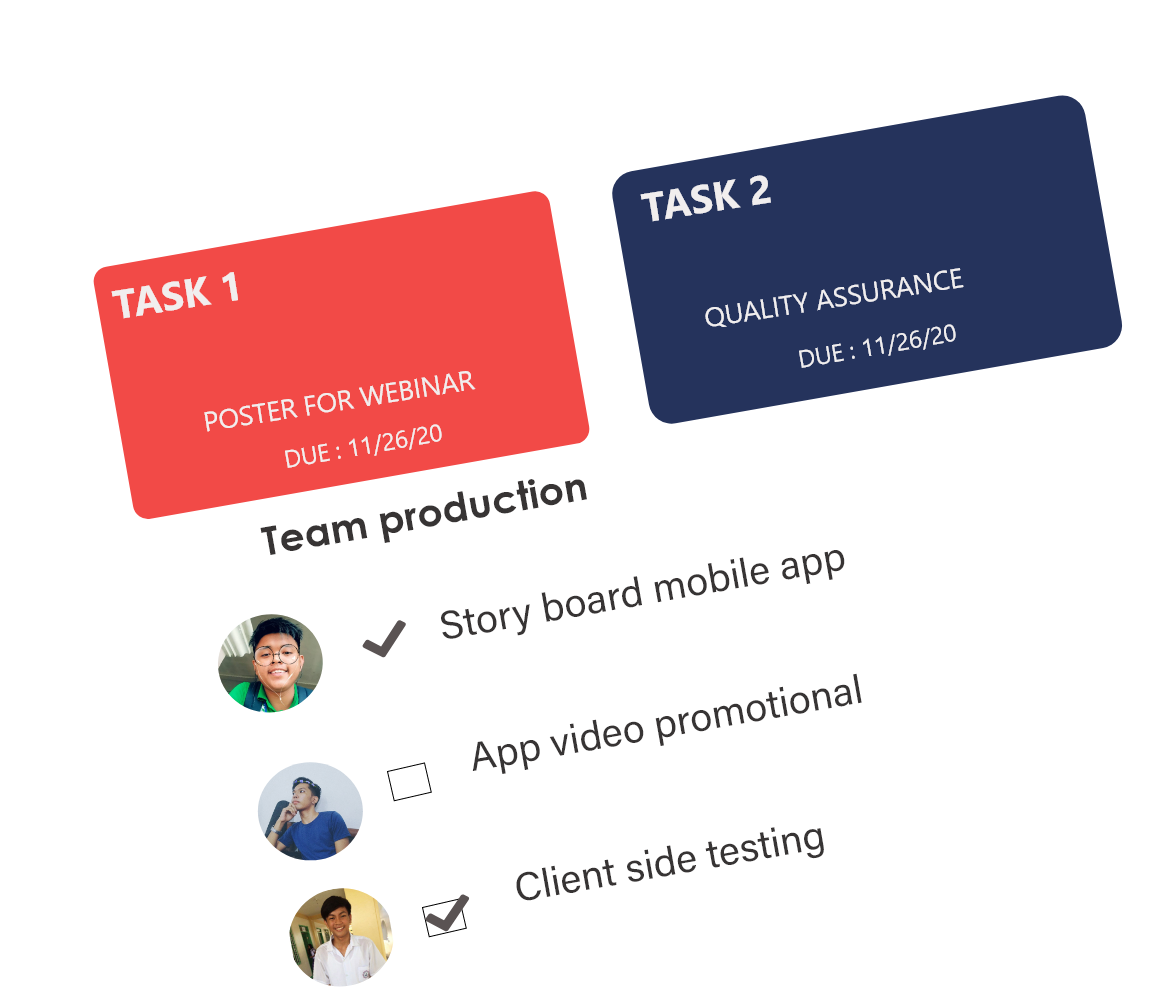 TASK 1
POSTER FOR WEBINAR
DUE : 11/26/20
TASK 2
QUALITY ASSURANCE
DUE : 11/26/20
Team production
Story board mobile app
App video promotional
Client side testing